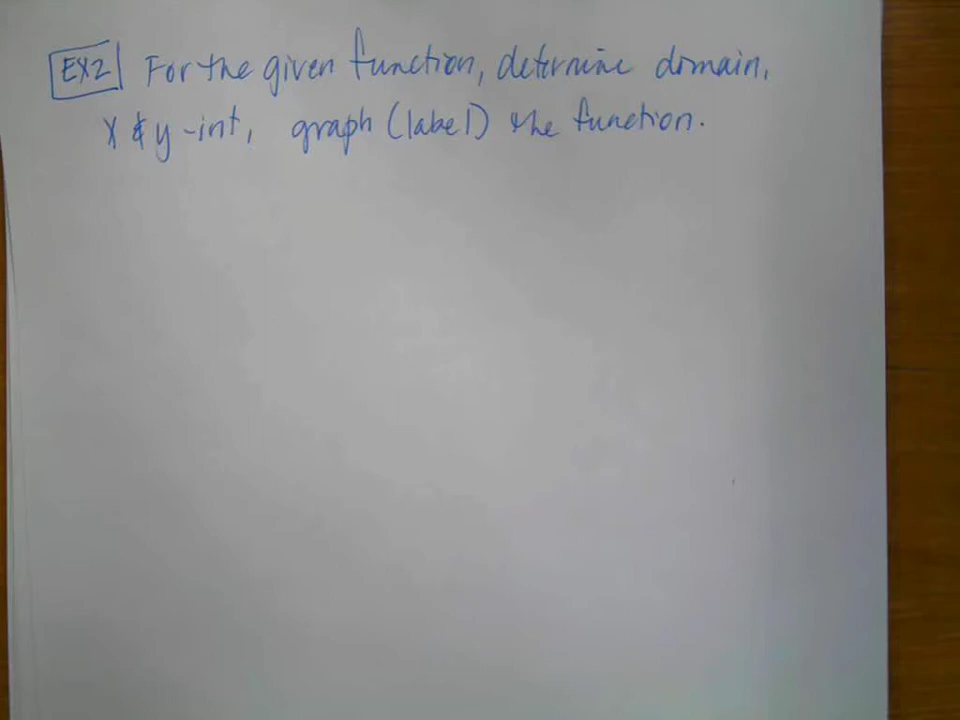 EX2 For the given function, determine domain,
x & y-int, graph (label) the function.